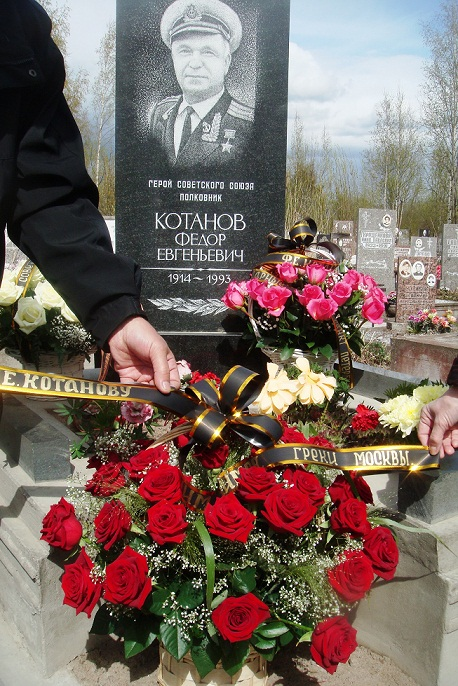 ГЕРОЙ СОВЕТСКОГО СОЮЗА
ПОЛКОВНИК
КОТАНОВ
ФЕДОР
ЕВГЕНЬЕВИЧ
1914-1993
Е. КОТАНОВУ
ГРЕКИ МОСКВЫ